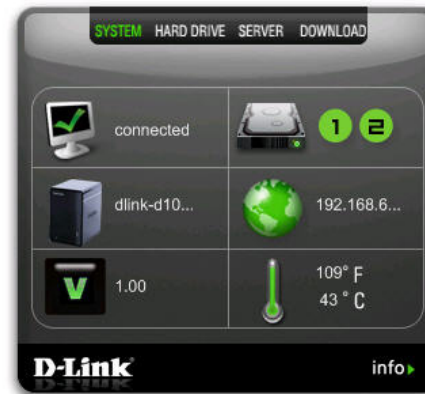 SYSTEM HARD DRIVE SERVER DOWNLOAD
connected
1 2
dlink-d10...
192.168.6...
V
1.00
109° F
43 ° C
D-Link
info